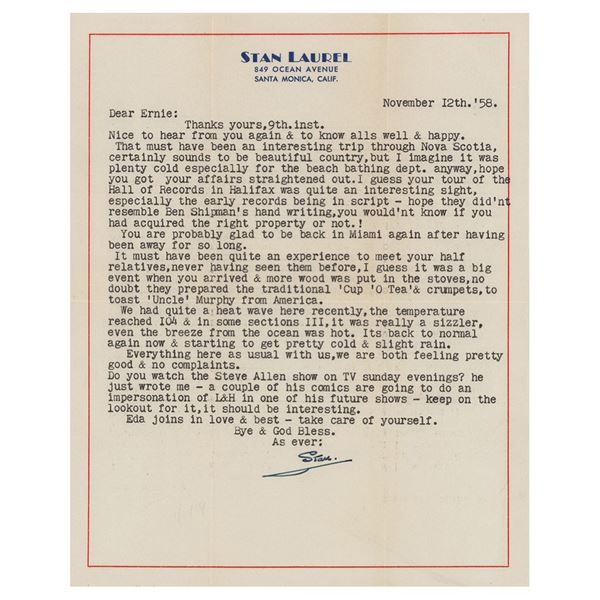 STAN LAUREL
849 OCEAN AVENUE
SANTA MONICA, CALIF.
November I2th.'58.
Dear Ernie:
Thanks yours,9th.inst.
Nice to hear from you again & to know alls well & happy.
That must have been an interesting trip through Nova Scotia,
certainly sounds to be beautiful country,but I imagine it was
plenty cold especially for the beach bathing dept. anyway,hope
you got your affairs straightened out.I guess your tour of the
Hall of Records in Halifax was quite an interesting sight,
especially the early records being in script - hope they did'nt
resemble Ben Shipman's hand writing,you would'nt know if you
had acquired the right property or not.!
You are probably glad to be back in Miami again after having
been away for so long.
It must have been quite an experience to meet your half
relatives,never having seen them before,I guess it was a big
event when you arrived & more wood was put in the stoves,no
doubt they prepared the traditional 'Cup 'O Tea'& crumpets,to
toast 'Uncle' Murphy from America.
We had quite a heat wave here recently,the temperature
reached I04 & in some sections III,it was really a sizzler,
even the breeze from the ocean was hot. Its back to normal
again now & starting to get pretty cold & slight rain.
Everything here as usual with us,we are both feeling pretty
good & no complaints.
Do you watch the Steve Allen show on TV sunday evenings? he
just wrote me - a couple of his comics are going to do an
impersonation of L&H in one of his future shows - keep on the
lookout for it,it should be interesting.
Eda joins in love & best - take care of yourself.
Bye & God Bless.
As ever:
Stan.